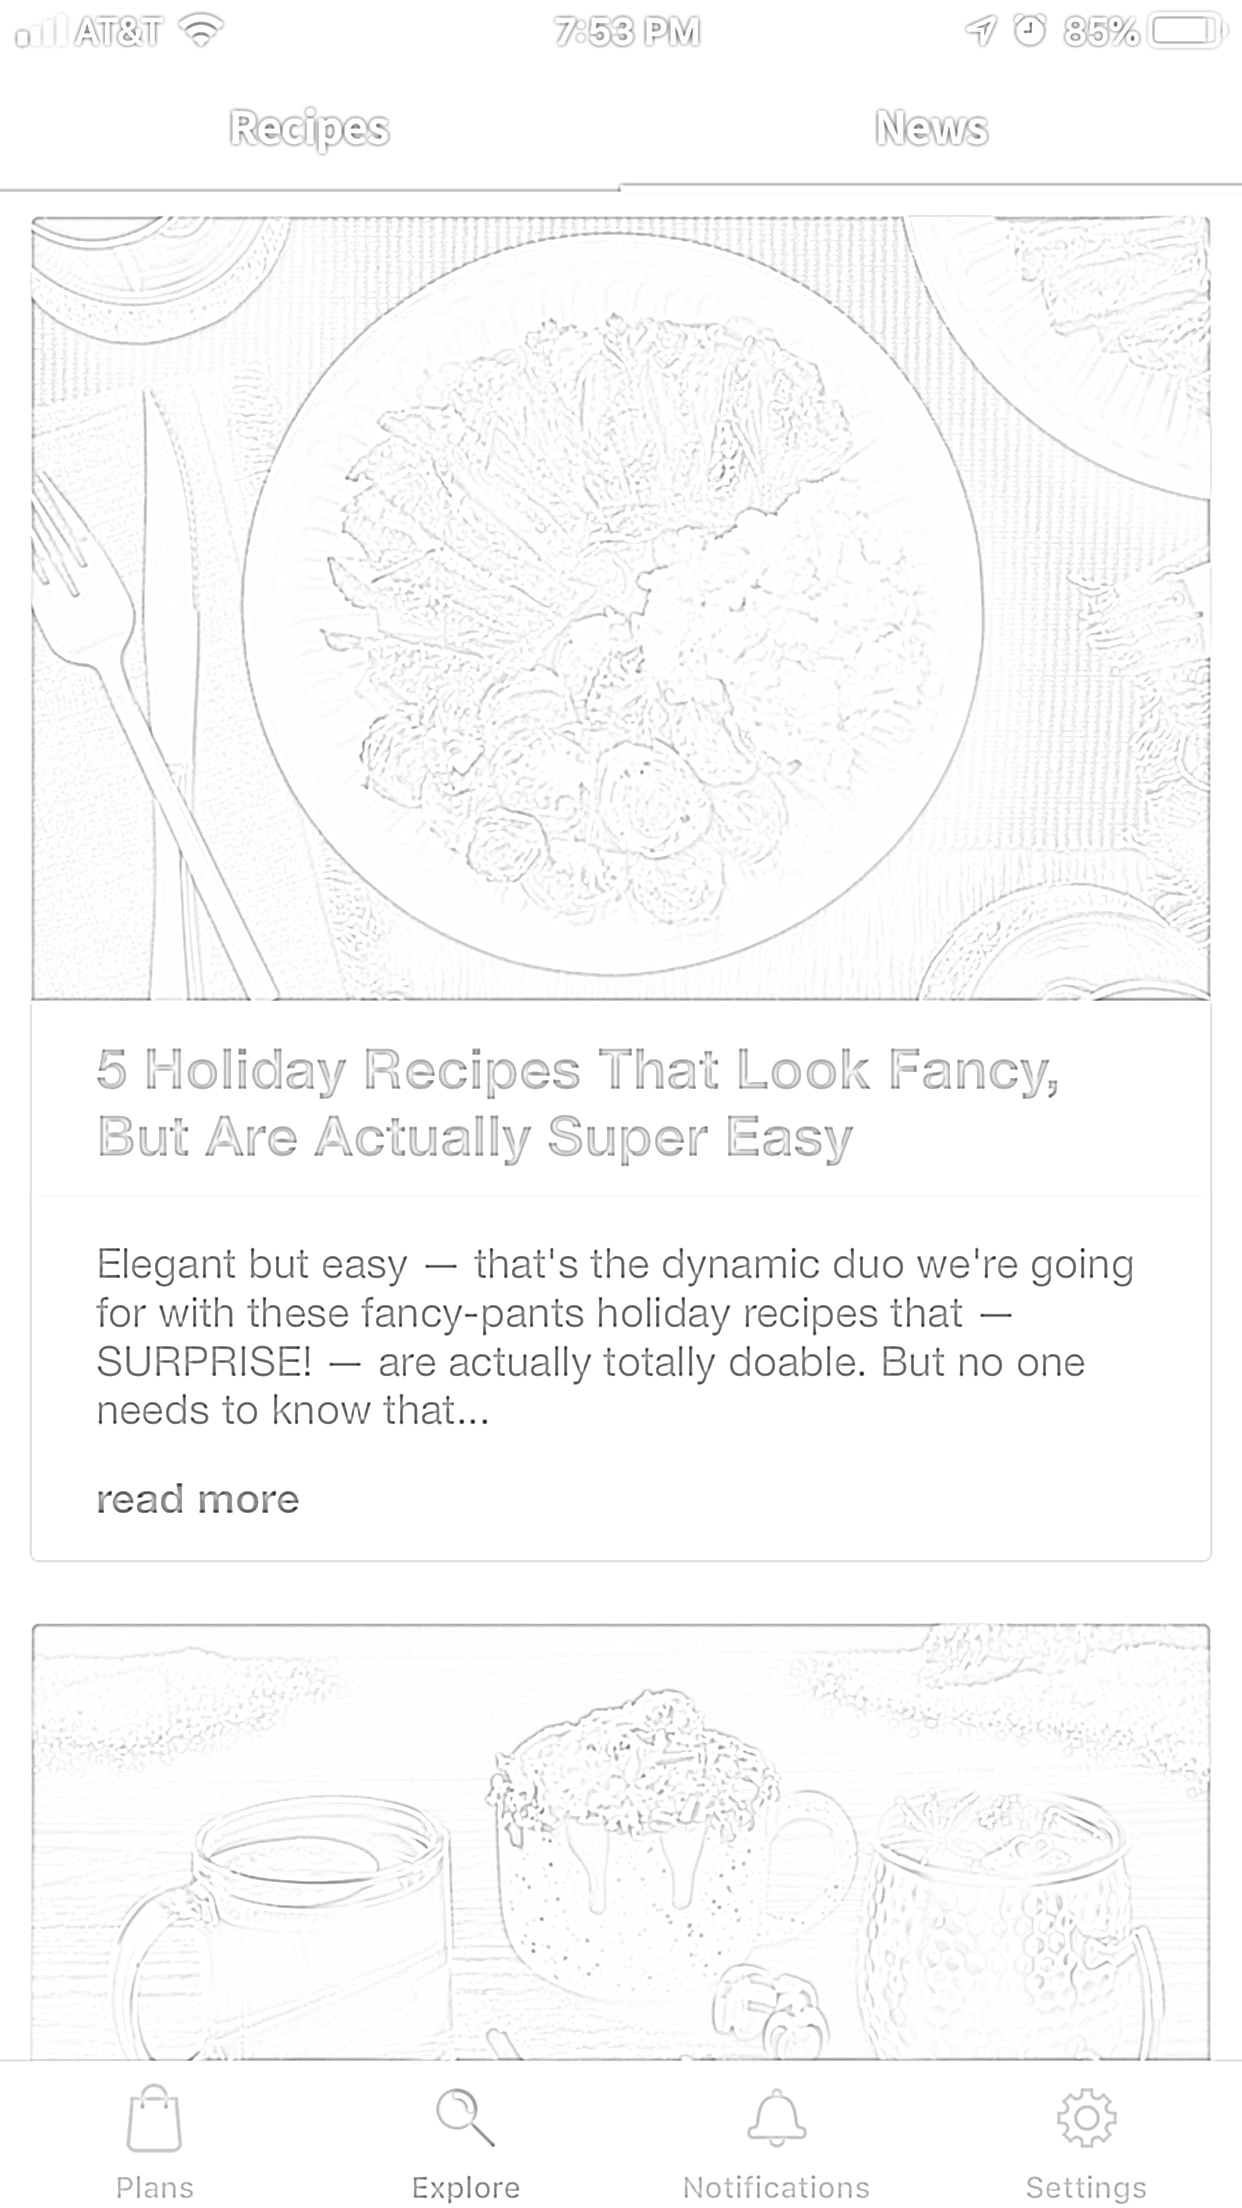 AT&T 7:53 PM 85%
Recipes News
5 Holiday Recipes That Look Fancy,
But Are Actually Super Easy
Elegant but easy — that's the dynamic duo we're going
for with these fancy-pants holiday recipes that —
SURPRISE! — are actually totally doable. But no one
needs to know that...
read more
Plans Explore Notifications Settings